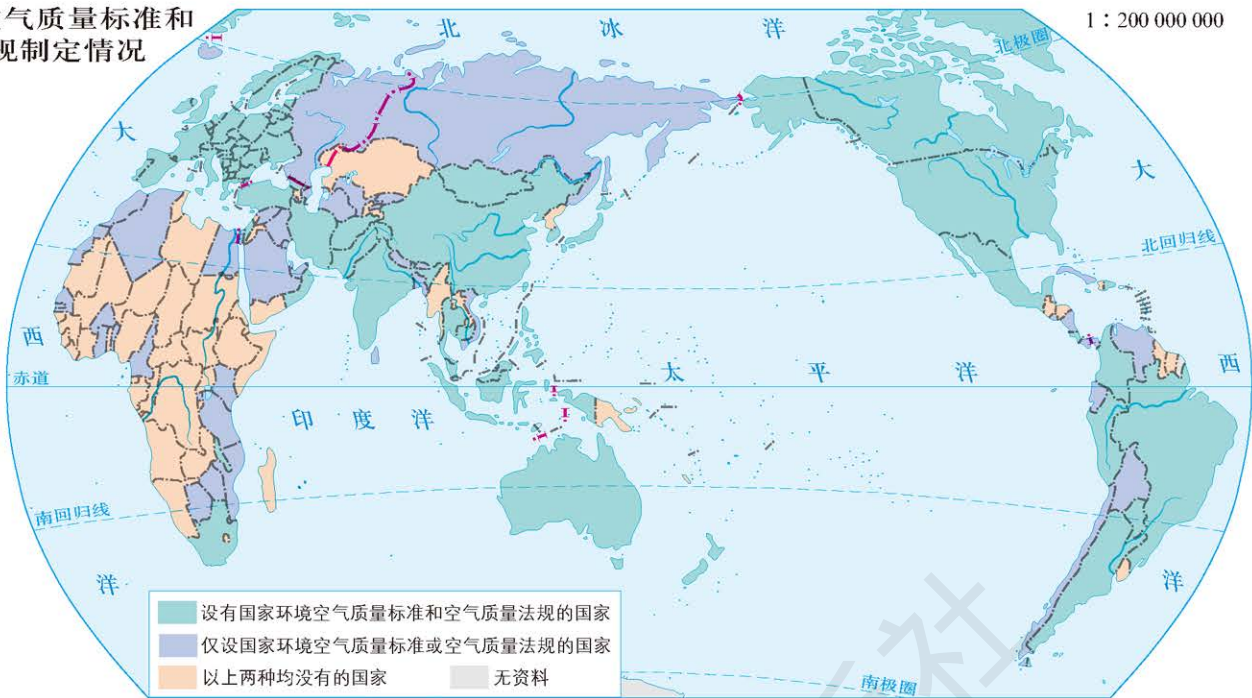 气质量标准和
规制定情况
1∶200 000 000
北 冰 洋
北极圈
大
大
北回归线
西
西
赤道
太 平 洋
印 度 洋
南回归线
洋
洋
设有国家环境空气质量标准和空气质量法规的国家
仅设国家环境空气质量标准或空气质量法规的国家
以上两种均没有的国家 无资料
南极圈
社